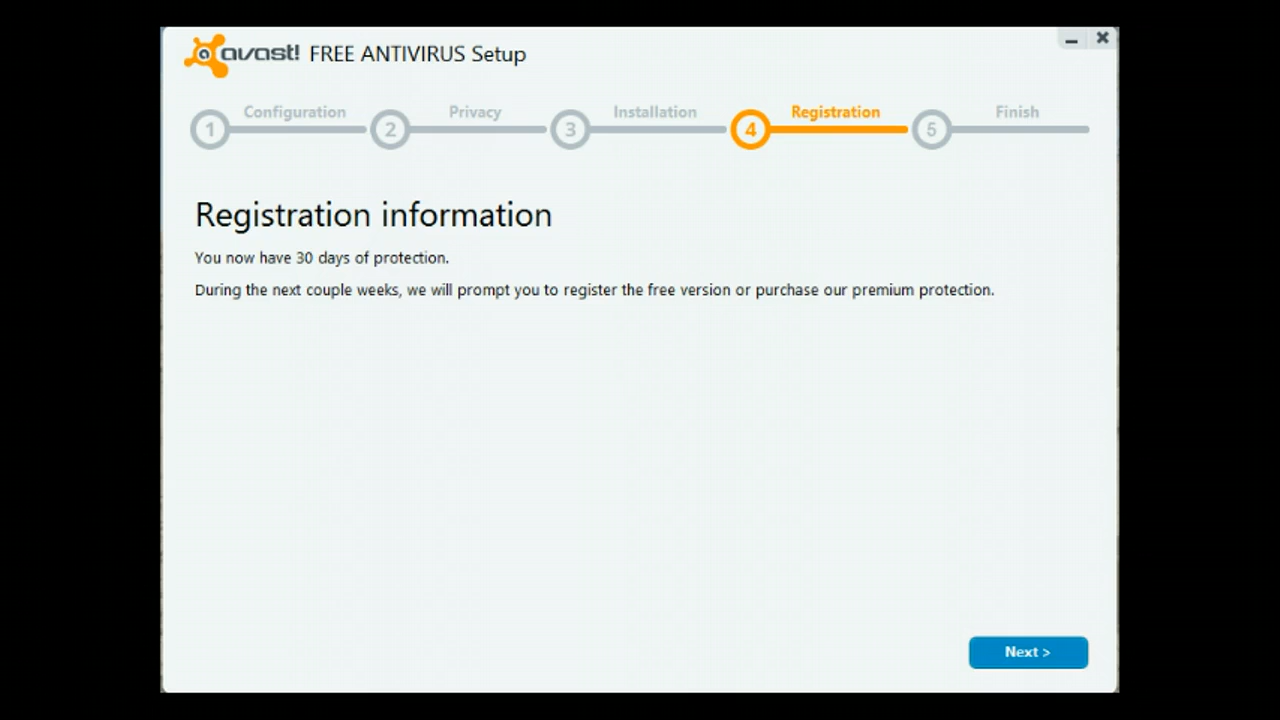 avast! FREE ANTIVIRUS Setup
1 Configuration 2 Privacy 3 Installation 4 Registration 5 Finish
Registration information
You now have 30 days of protection.
During the next couple weeks, we will prompt you to register the free version or purchase our premium protection.
Next >